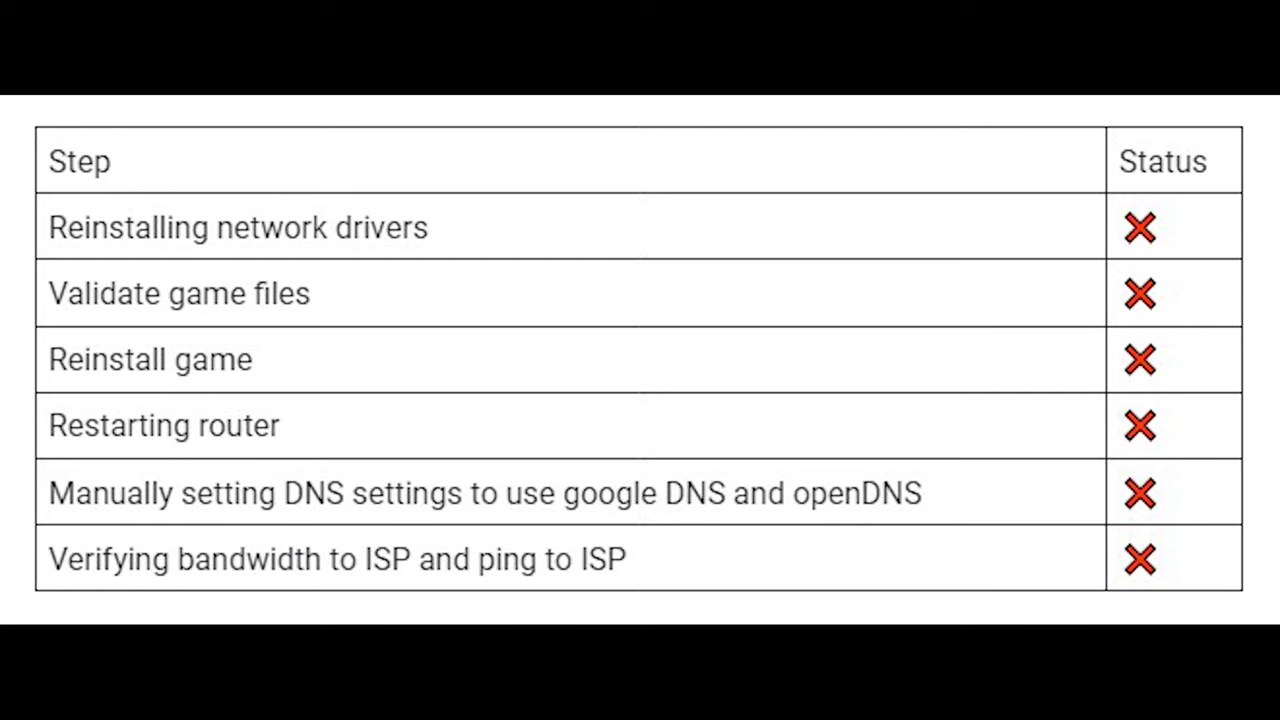 Step Status
Reinstalling network drivers ❌
Validate game files ❌
Reinstall game ❌
Restarting router ❌
Manually setting DNS settings to use google DNS and openDNS ❌
Verifying bandwidth to ISP and ping to ISP ❌